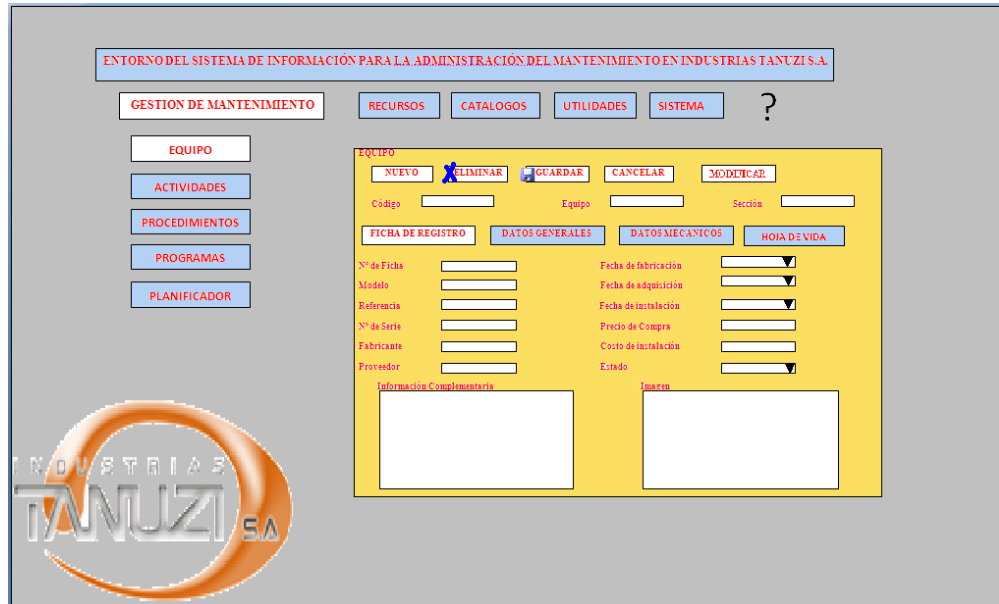 ENTORNO DEL SISTEMA DE INFORMACIÓN PARA LA ADMINISTRACIÓN DEL MANTENIMIENTO EN INDUSTRIAS TANUZI S.A.
GESTION DE MANTENIMIENTO
RECURSOS
CATALOGOS
UTILIDADES
SISTEMA
?
EQUIPO
ACTIVIDADES
PROCEDIMIENTOS
PROGRAMAS
PLANIFICADOR
EQUIPO
NUEVO
ELIMINAR
GUARDAR
CANCELAR
MODIFICAR
Código
Equipo
Sección
FICHA DE REGISTRO
DATOS GENERALES
DATOS MECANICOS
HOJA DE VIDA
Nº de Ficha
Fecha de fabricación
Modelo
Fecha de adquisición
Referencia
Fecha de instalación
Nº de Serie
Precio de Compra
Fabricante
Costo de instalación
Proveedor
Estado
Información Complementaria
Imagen
INDUSTRIAS
TANUZI S.A